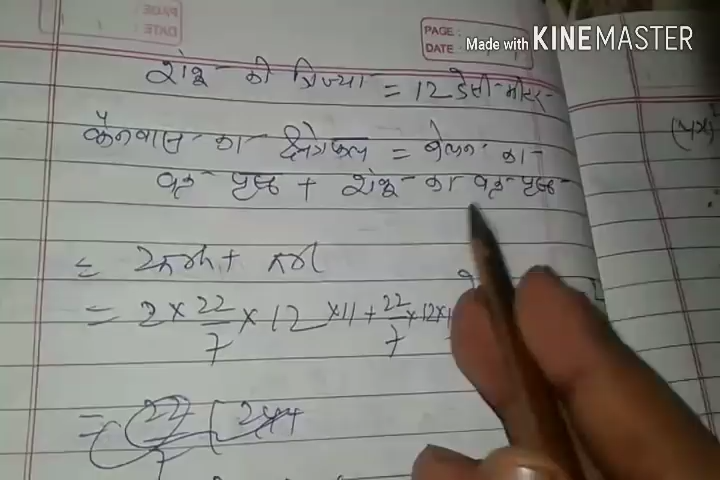 PAGE :
DATE :
Made with KINEMASTER
शंकू की त्रिज्या = 12 डेसी मीटर
कैनवास का क्षेत्रफल = बेलन का
वक्र पृष्ठ + शंकू का वक्र पृष्ठ
= 2πrh + πrl
= 2 × 22/7 × 12 × 11 + 22/7 × 12 ×